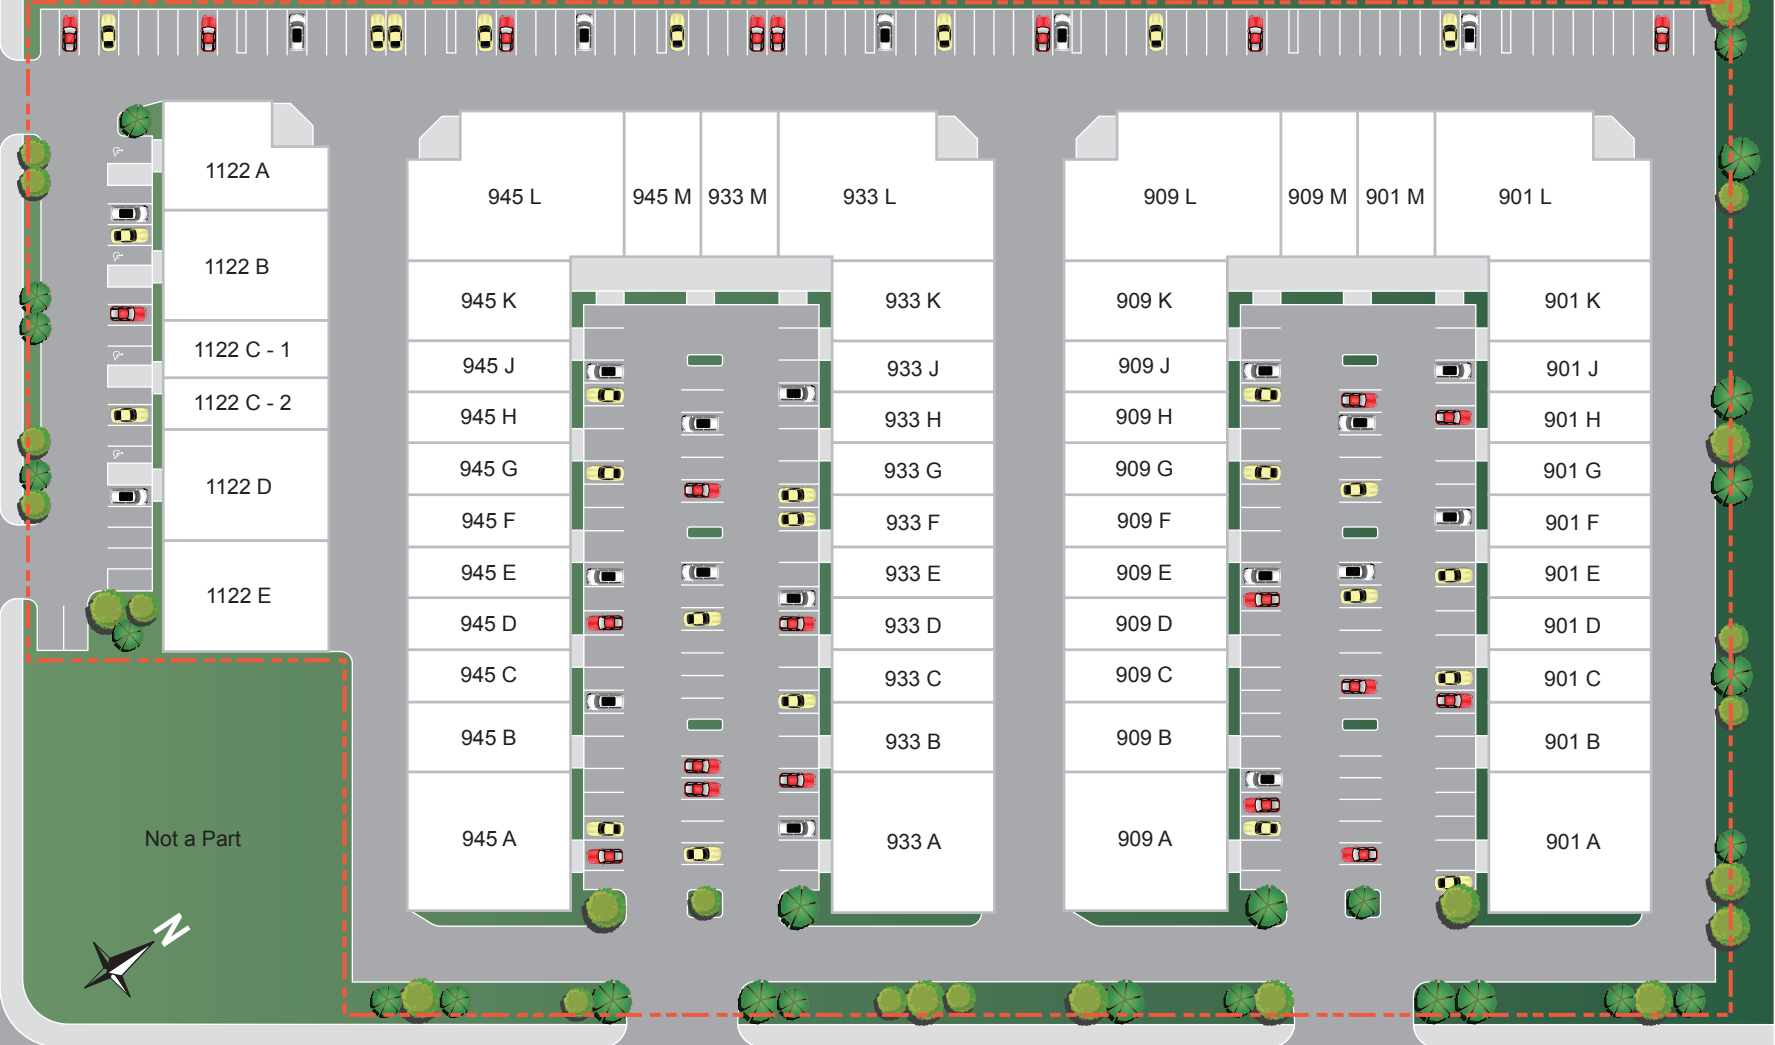 1122 A
1122 B
1122 C - 1
1122 C - 2
1122 D
1122 E
945 L
945 M
933 M
933 L
945 K
945 J
945 H
945 G
945 F
945 E
945 D
945 C
945 B
945 A
933 K
933 J
933 H
933 G
933 F
933 E
933 D
933 C
933 B
933 A
909 L
909 M
901 M
901 L
909 K
909 J
909 H
909 G
909 F
909 E
909 D
909 C
909 B
909 A
901 K
901 J
901 H
901 G
901 F
901 E
901 D
901 C
901 B
901 A
Not a Part
N